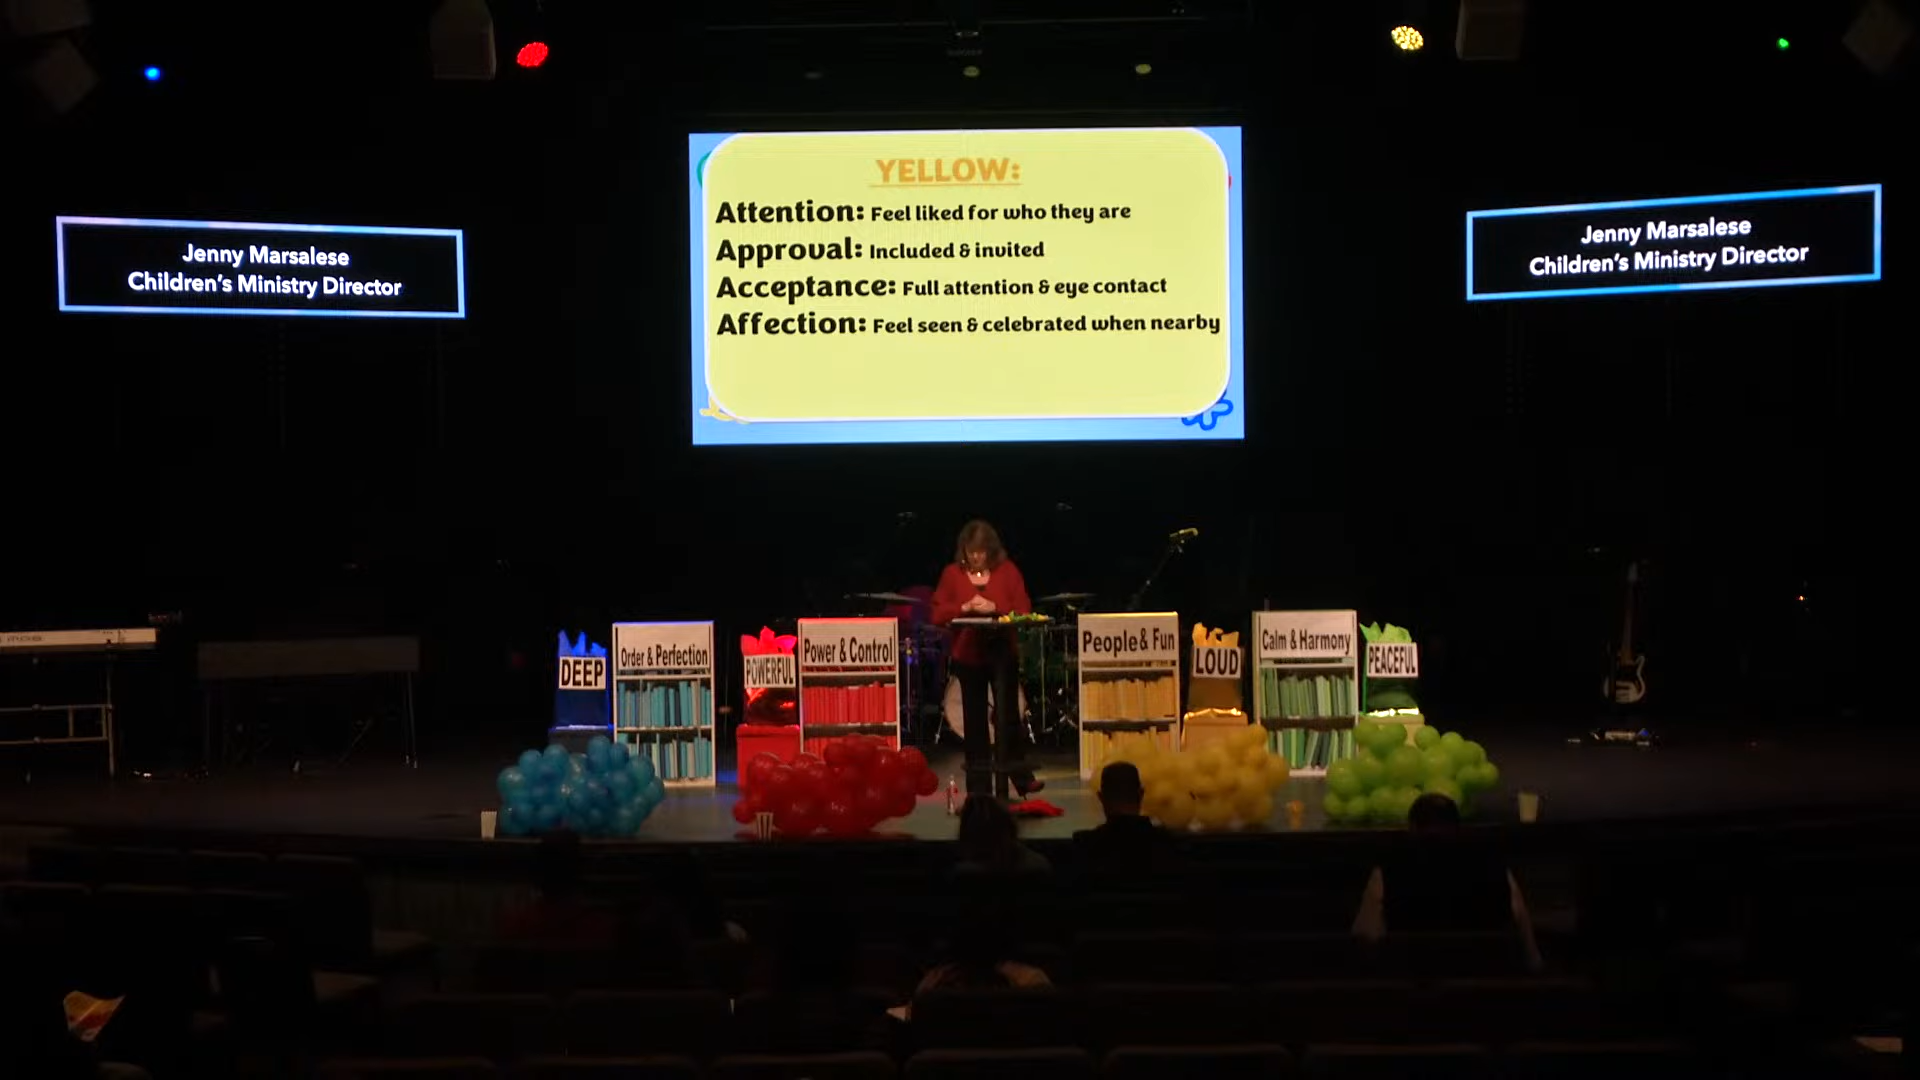 YELLOW:
Attention: Feel liked for who they are
Approval: Included & invited
Acceptance: Full attention & eye contact
Affection: Feel seen & celebrated when nearby
Jenny Marsalese
Children's Ministry Director
Jenny Marsalese
Children's Ministry Director
DEEP
Order & Perfection
POWERFUL
Power & Control
People & Fun
LOUD
Calm & Harmony
PEACEFUL